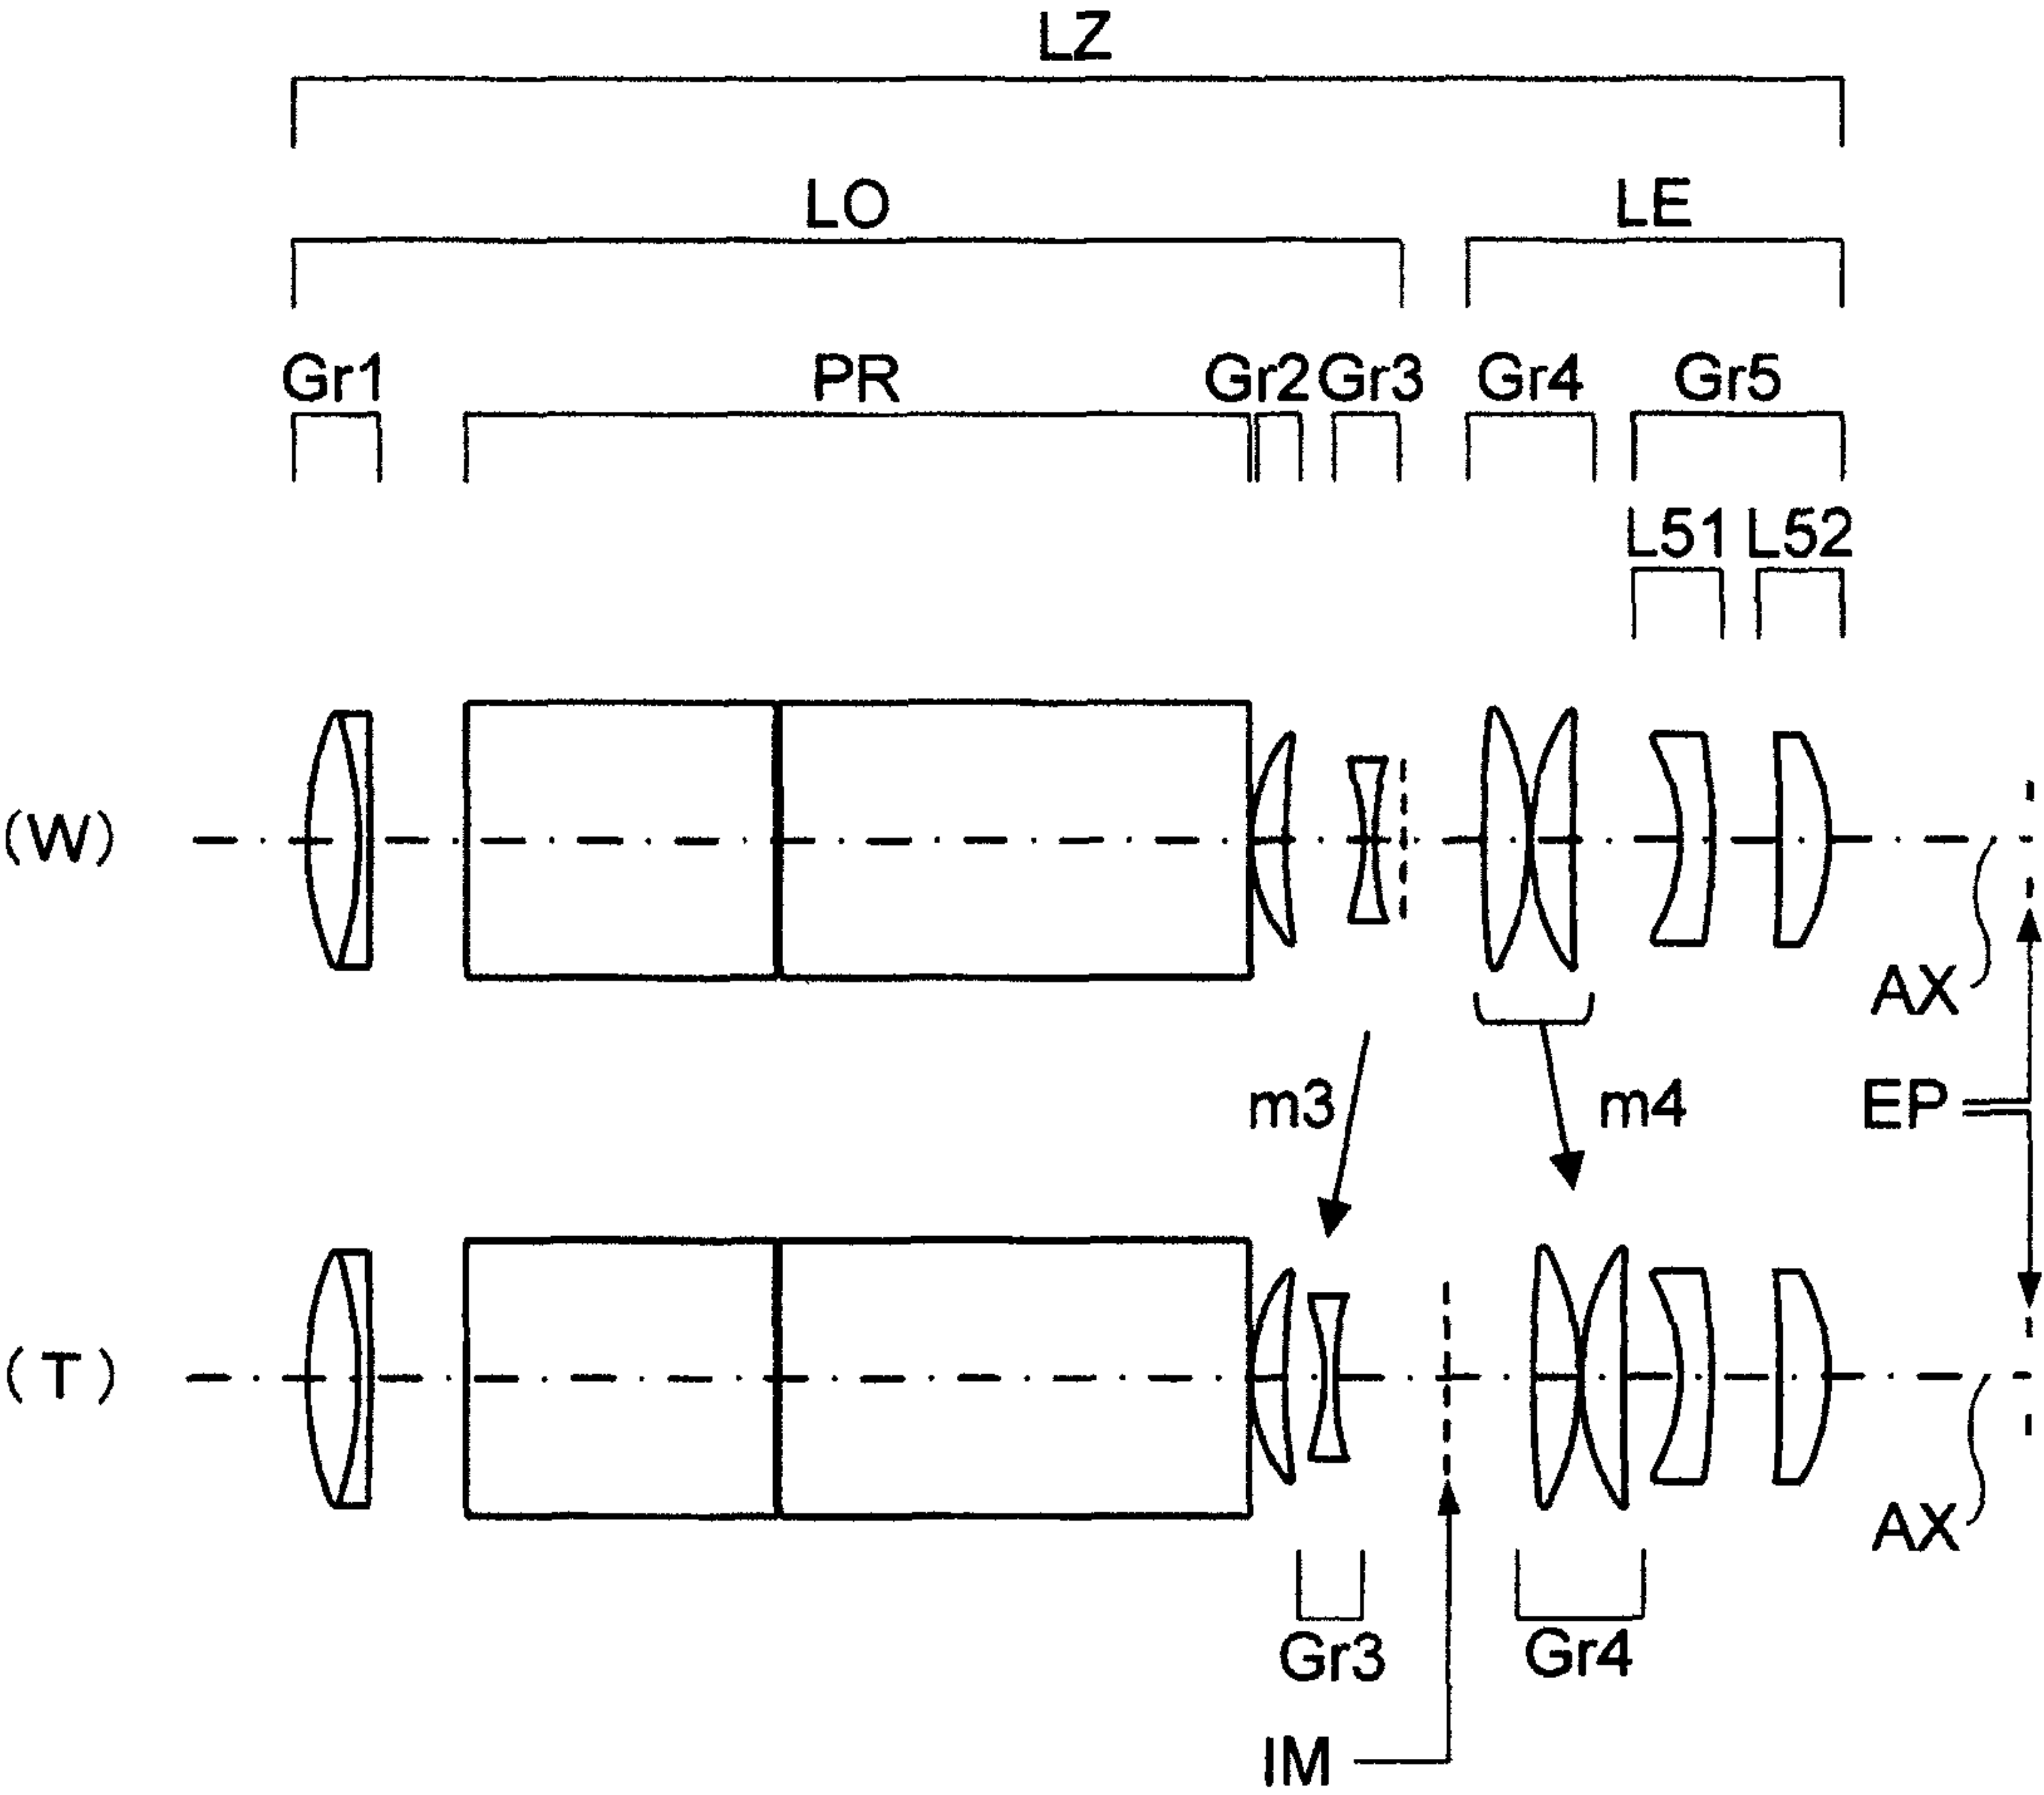 LZ
LO LE
Gr1 PR Gr2 Gr3 Gr4 Gr5
L51 L52
(W)
AX
m3 m4 EP
(T)
AX
Gr3 Gr4
IM